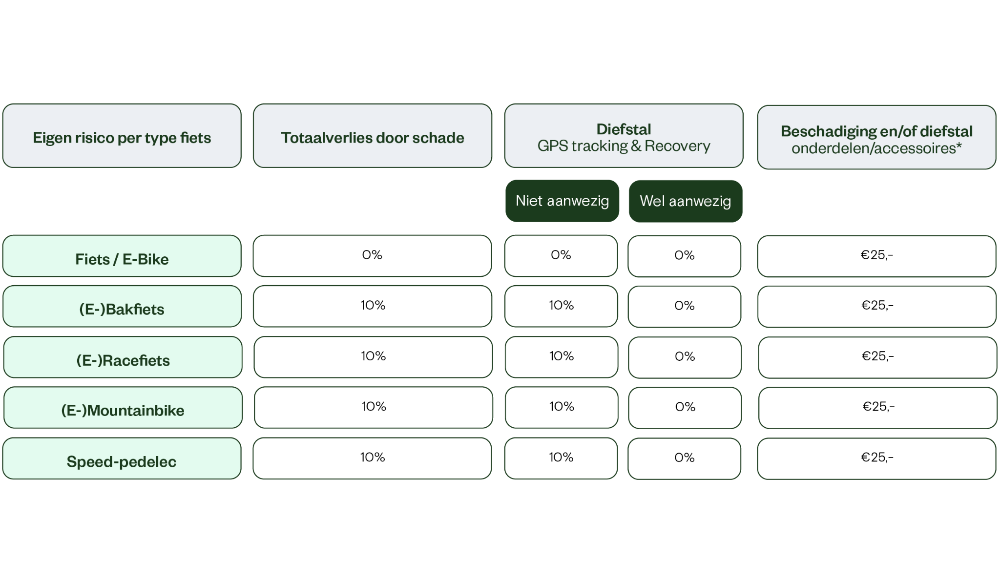 Eigen risico per type fiets
Totaalverlies door schade
Diefstal
GPS tracking & Recovery
Beschadiging en/of diefstal
onderdelen/accessoires*
Niet aanwezig
Wel aanwezig
Fiets / E-Bike
0%
0%
0%
€25,-
(E-)Bakfiets
10%
10%
0%
€25,-
(E-)Racefiets
10%
10%
0%
€25,-
(E-)Mountainbike
10%
10%
0%
€25,-
Speed-pedelec
10%
10%
0%
€25,-